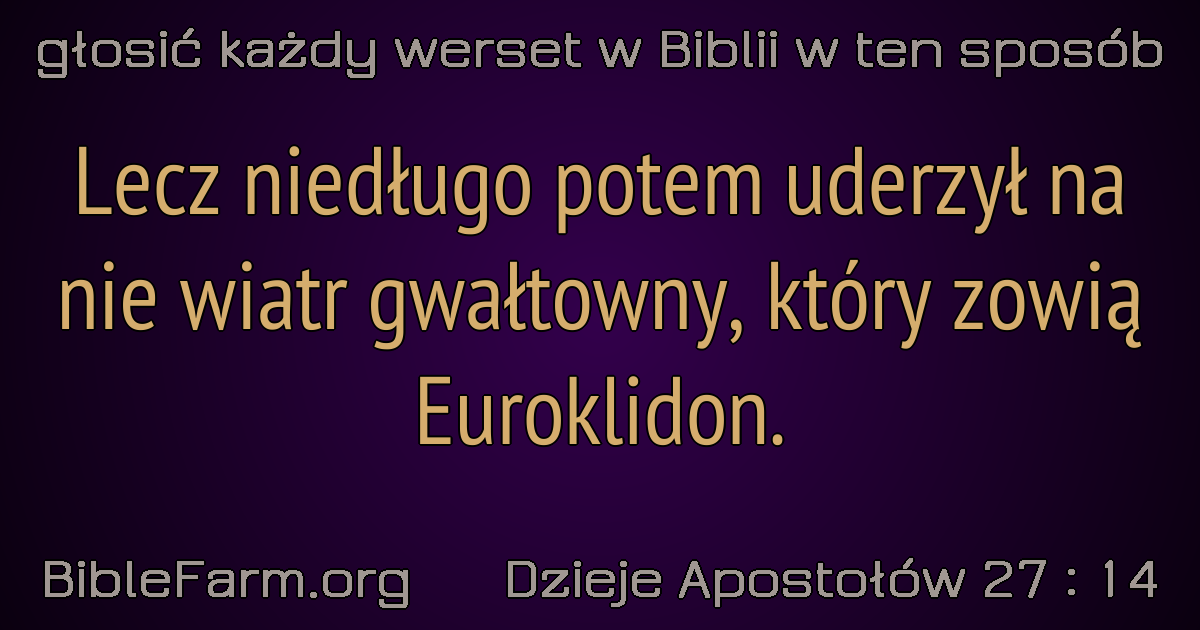 głosić każdy werset w Biblii w ten sposób
Lecz niedługo potem uderzył na
nie wiatr gwałtowny, który zowią
Euroklidon.
BibleFarm.org Dzieje Apostołów 27 : 14